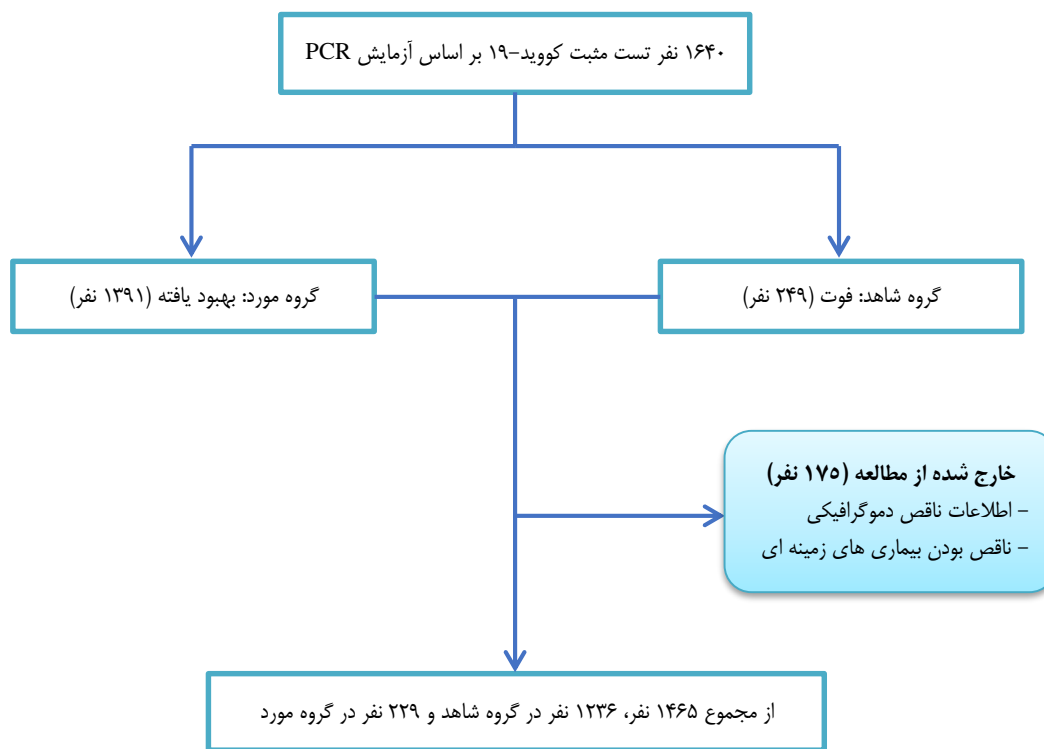 ۱۶۴۰ نفر تست مثبت کووید-۱۹ بر اساس آزمایش PCR
گروه شاهد: فوت (۲۴۹ نفر)
گروه مورد: بهبود یافته (۱۳۹۱ نفر)
خارج شده از مطالعه (۱۷۵ نفر)
- اطلاعات ناقص دموگرافیکی
- ناقص بودن بیماری های زمینه ای
از مجموع ۱۴۶۵ نفر، ۱۲۳۶ نفر در گروه شاهد و ۲۲۹ نفر در گروه مورد